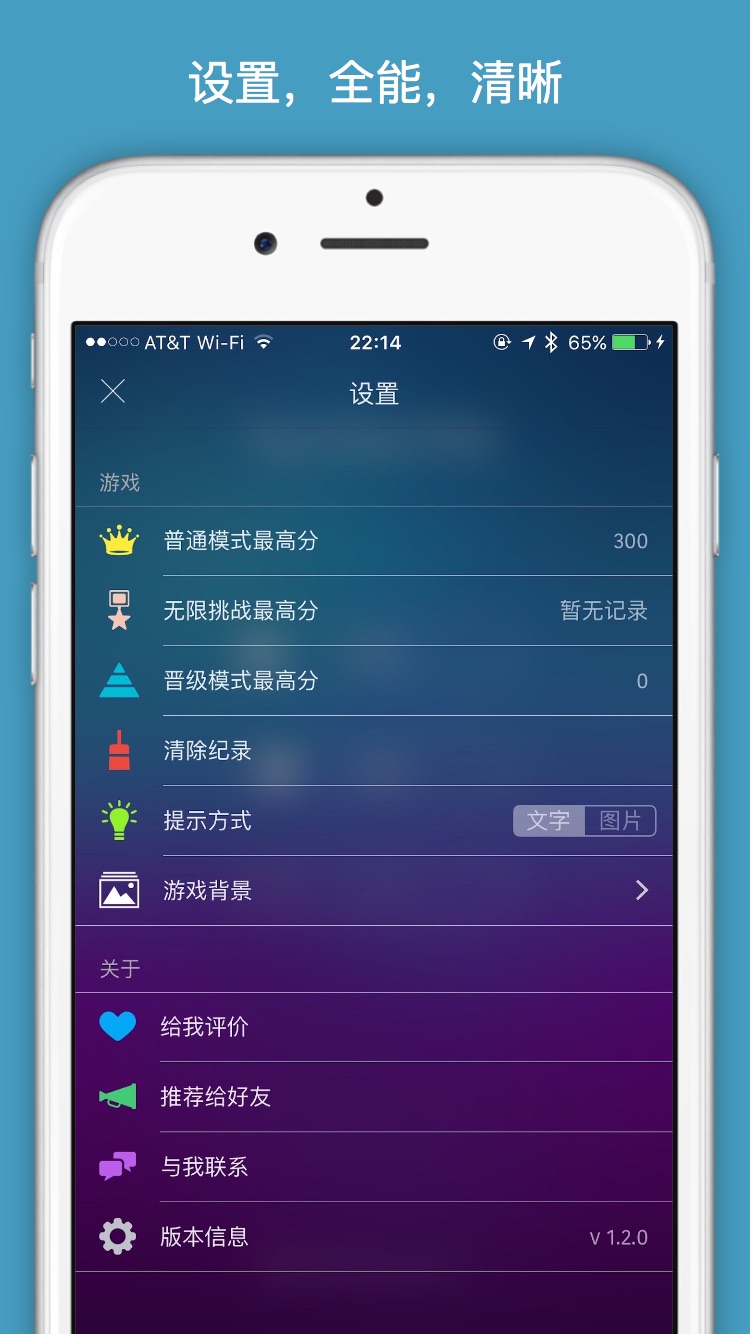 设置，全能，清晰
AT&T Wi-Fi 22:14 65%
设置
游戏
普通模式最高分 300
无限挑战最高分 暂无记录
晋级模式最高分 0
清除纪录
提示方式 文字 图片
游戏背景
关于
给我评价
推荐给好友
与我联系
版本信息 v 1.2.0